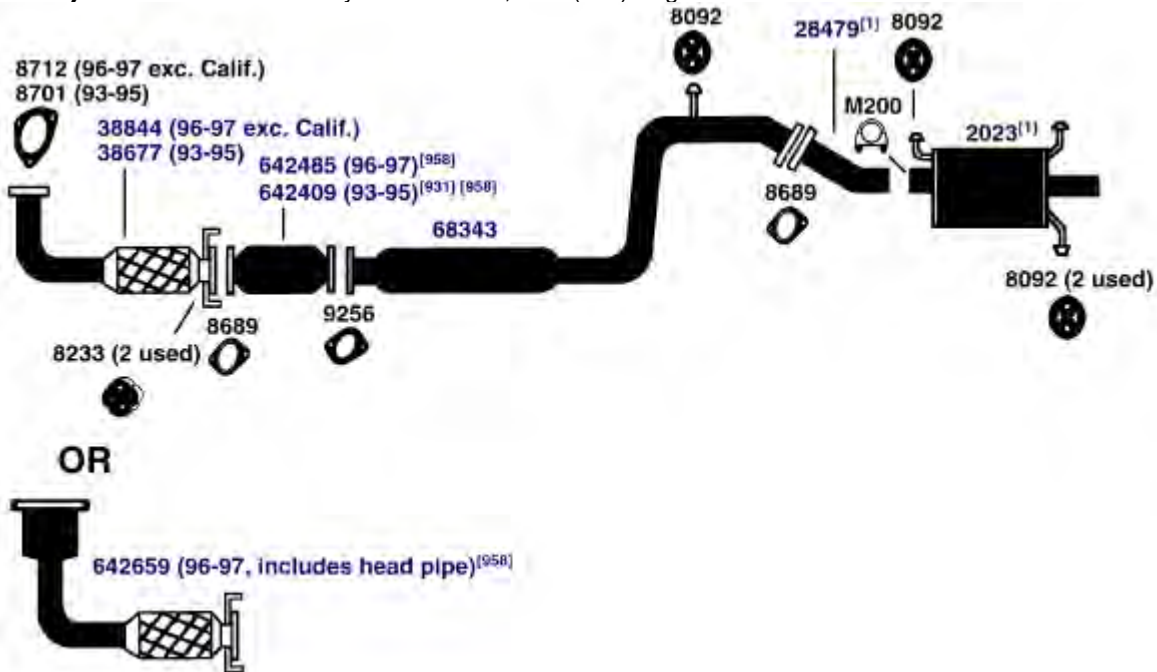 8092
28479[1] 8092
8712 (96-97 exc. Calif.)
8701 (93-95)
M200
38844 (96-97 exc. Calif.)
38677 (93-95)
2023[1]
642485 (96-97)[958]
642409 (93-95)[931] [958]
8689
68343
8092 (2 used)
8689
9256
8233 (2 used)
OR
642659 (96-97, includes head pipe)[958]